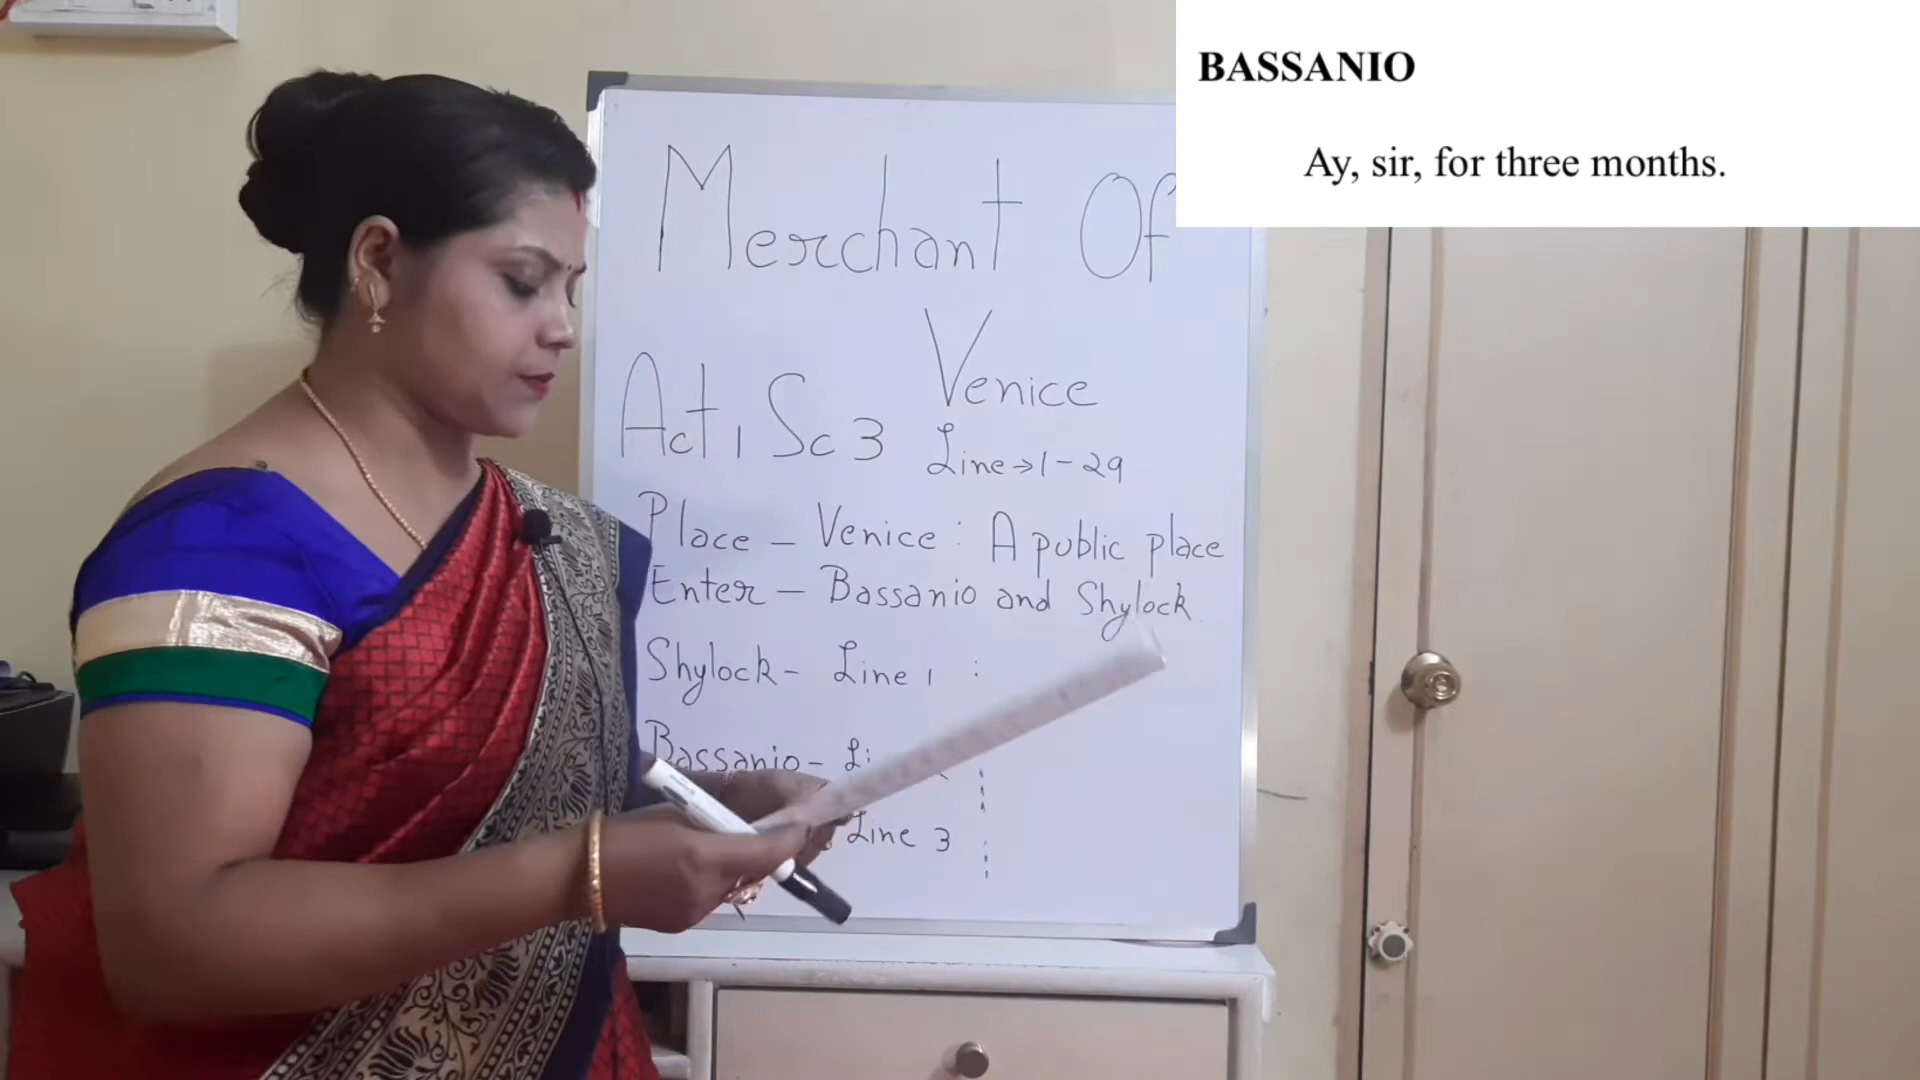 BASSANIO
Ay, sir, for three months.
Merchant Of
Venice
Act 1 Sc 3
Line → 1-29
Place - Venice : A public place
Enter - Bassanio and Shylock
Shylock - Line 1 :
Bassanio -
Line 3